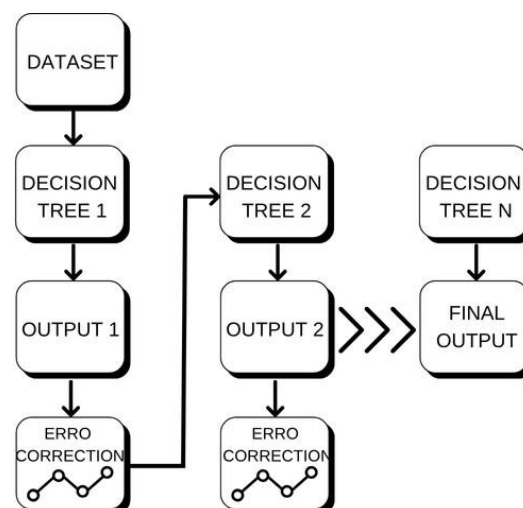 DATASET
DECISION
TREE 1
OUTPUT 1
ERRO
CORRECTION
DECISION
TREE 2
OUTPUT 2
ERRO
CORRECTION
DECISION
TREE N
FINAL
OUTPUT